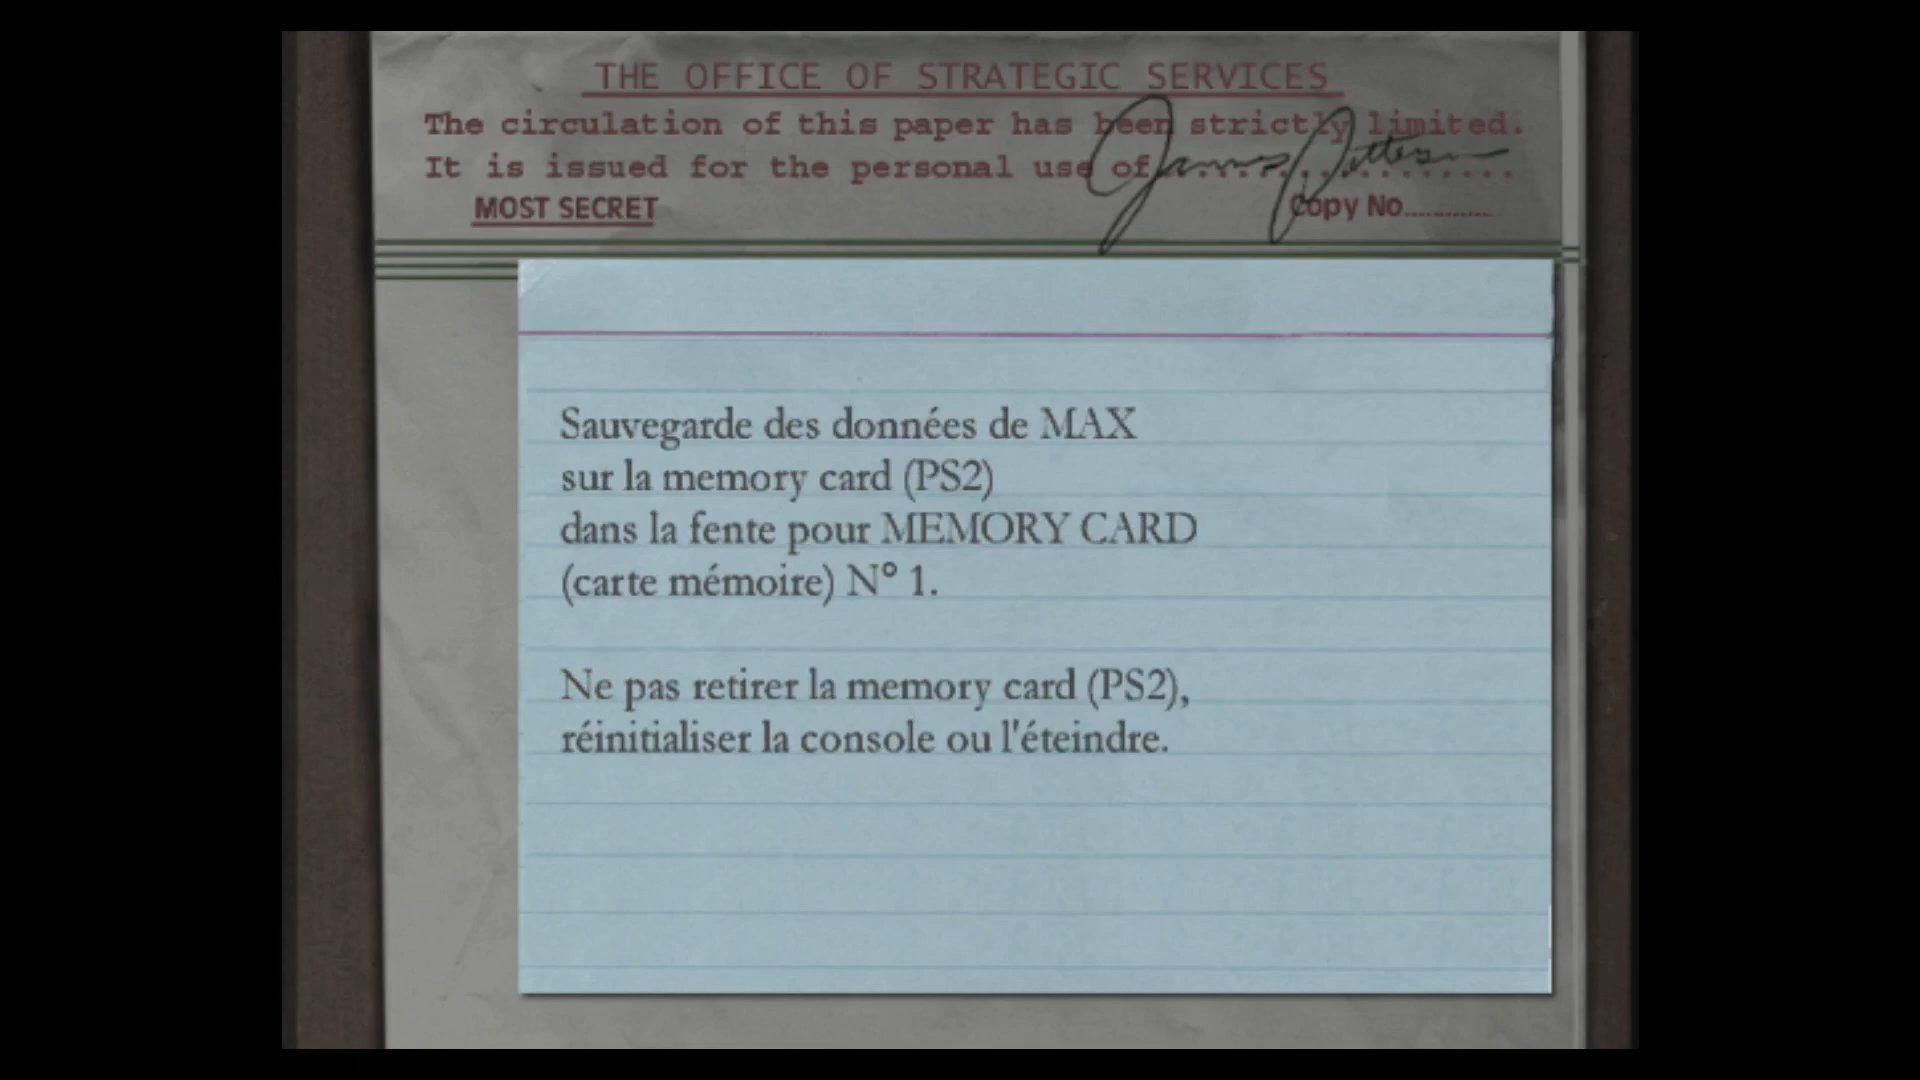 THE OFFICE OF STRATEGIC SERVICES
The circulation of this paper has been strictly limited.
It is issued for the personal use of James Patterson
MOST SECRET
Copy No............
Sauvegarde des données de MAX
sur la memory card (PS2)
dans la fente pour MEMORY CARD
(carte mémoire) N° 1.
Ne pas retirer la memory card (PS2),
réinitialiser la console ou l'éteindre.